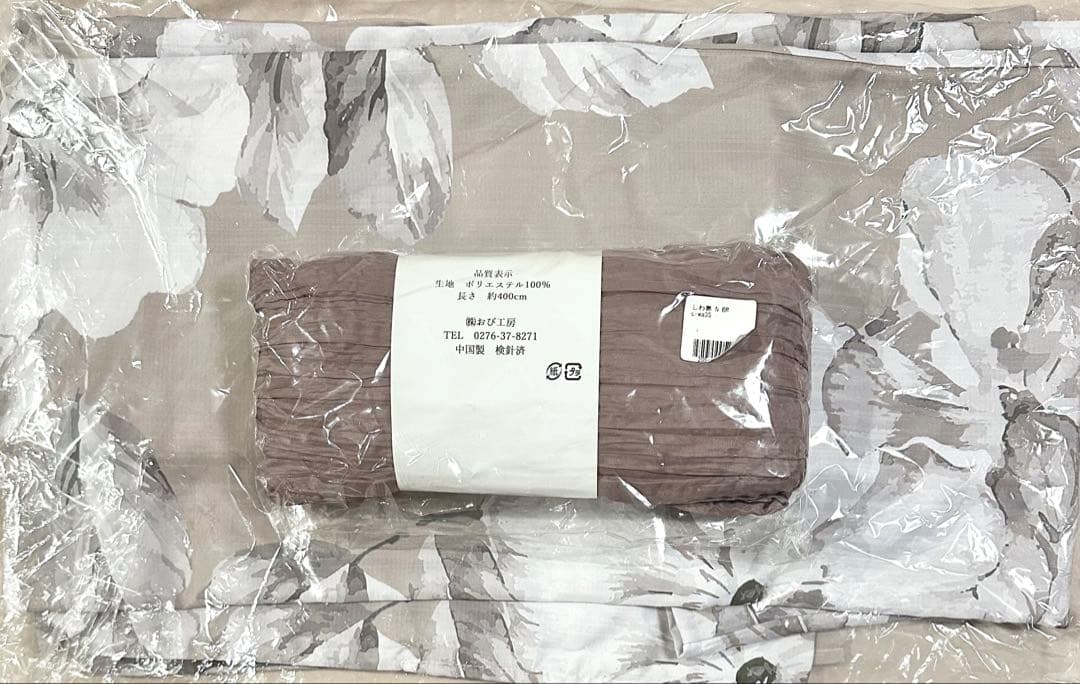 品質表示
生地 ポリエステル100%
長さ 約400cm
㈱おび工房
TEL 0276-37-8271
中国製 検針済
紙 プラ